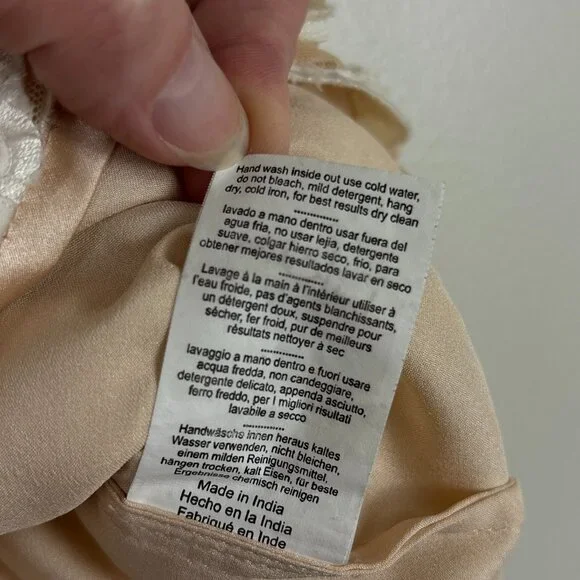 Hand wash inside out use cold water,
do not bleach, mild detergent, hang
dry, cold iron, for best results dry clean
*************
lavado a mano dentro usar fuera del
agua fria, no usar lejia, detergente
suave, colgar hierro seco, frio, para
obtener mejores resultados lavar en seco
*************
Lavage à la main à l'intérieur utiliser à
l'eau froide, pas d'agents blanchissants,
un détergent doux, suspendre pour
sécher, fer froid, pur de meilleurs
résultats nettoyer à sec
*************
lavaggio a mano dentro e fuori usare
acqua fredda, non candeggiare,
detergente delicato, appenda asciutto,
ferro freddo, per I migliori risultati
lavabile a secco
*************
Handwäsche innen heraus kalles
Wasser verwenden, nicht bleichen,
einem milden Reinigungsmittel,
hängen trocken, kalt Eisen, für beste
Ergebnisse chemisch reinigen
Made in India
Hecho en la India
Fabriqué en Inde